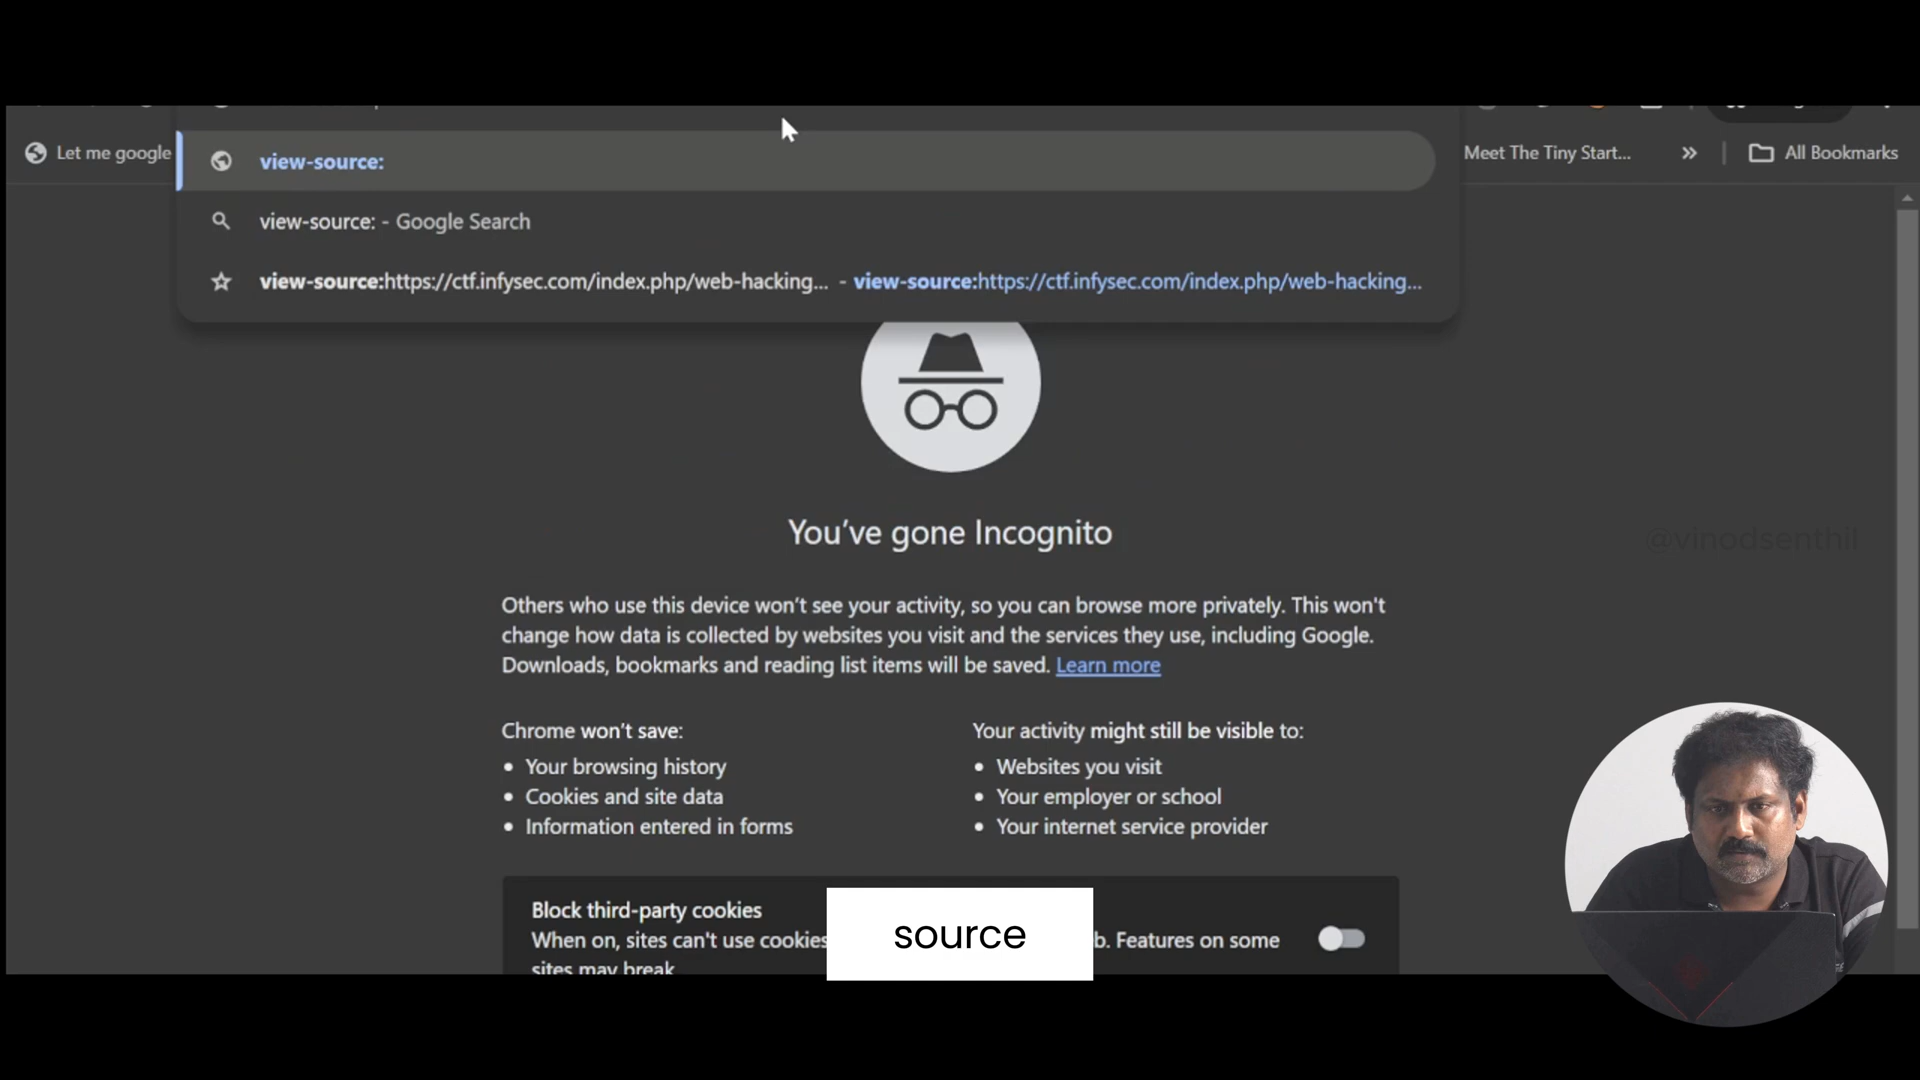 view-source:
Let me google
Meet The Tiny Start...
»
All Bookmarks
view-source: - Google Search
view-source:https://ctf.infysec.com/index.php/web-hacking... - view-source:https://ctf.infysec.com/index.php/web-hacking...
You've gone Incognito
@vinodsenthil
Others who use this device won't see your activity, so you can browse more privately. This won't
change how data is collected by websites you visit and the services they use, including Google.
Downloads, bookmarks and reading list items will be saved. Learn more
Chrome won't save:
• Your browsing history
• Cookies and site data
• Information entered in forms
Your activity might still be visible to:
• Websites you visit
• Your employer or school
• Your internet service provider
Block third-party cookies
When on, sites can't use cookies
b. Features on some
sites may break
source